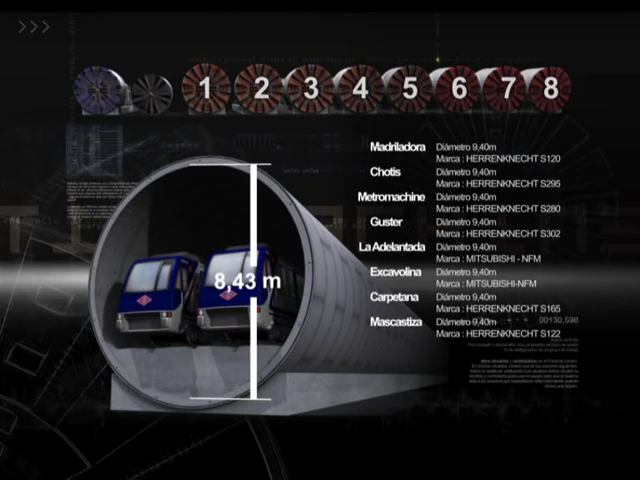 >>>
1 2 3 4 5 6 7 8
Madriladora Diámetro 9,40m
Marca : HERRENKNECHT S120
Chotis Diámetro 9,40m
Marca : HERRENKNECHT S295
Metromachine Diámetro 9,40m
Marca : HERRENKNECHT S280
Guster Diámetro 9,40m
Marca : HERRENKNECHT S302
La Adelantada Diámetro 9,40m
Marca : MITSUBISHI - NFM
Excavolina Diámetro 9,40m
Marca : MITSUBISHI-NFM
Carpetana Diámetro 9,40m
Marca : HERRENKNECHT S165
Mascastiza Diámetro 9,40m
Marca : HERRENKNECHT S122
8,43 m
00130,598